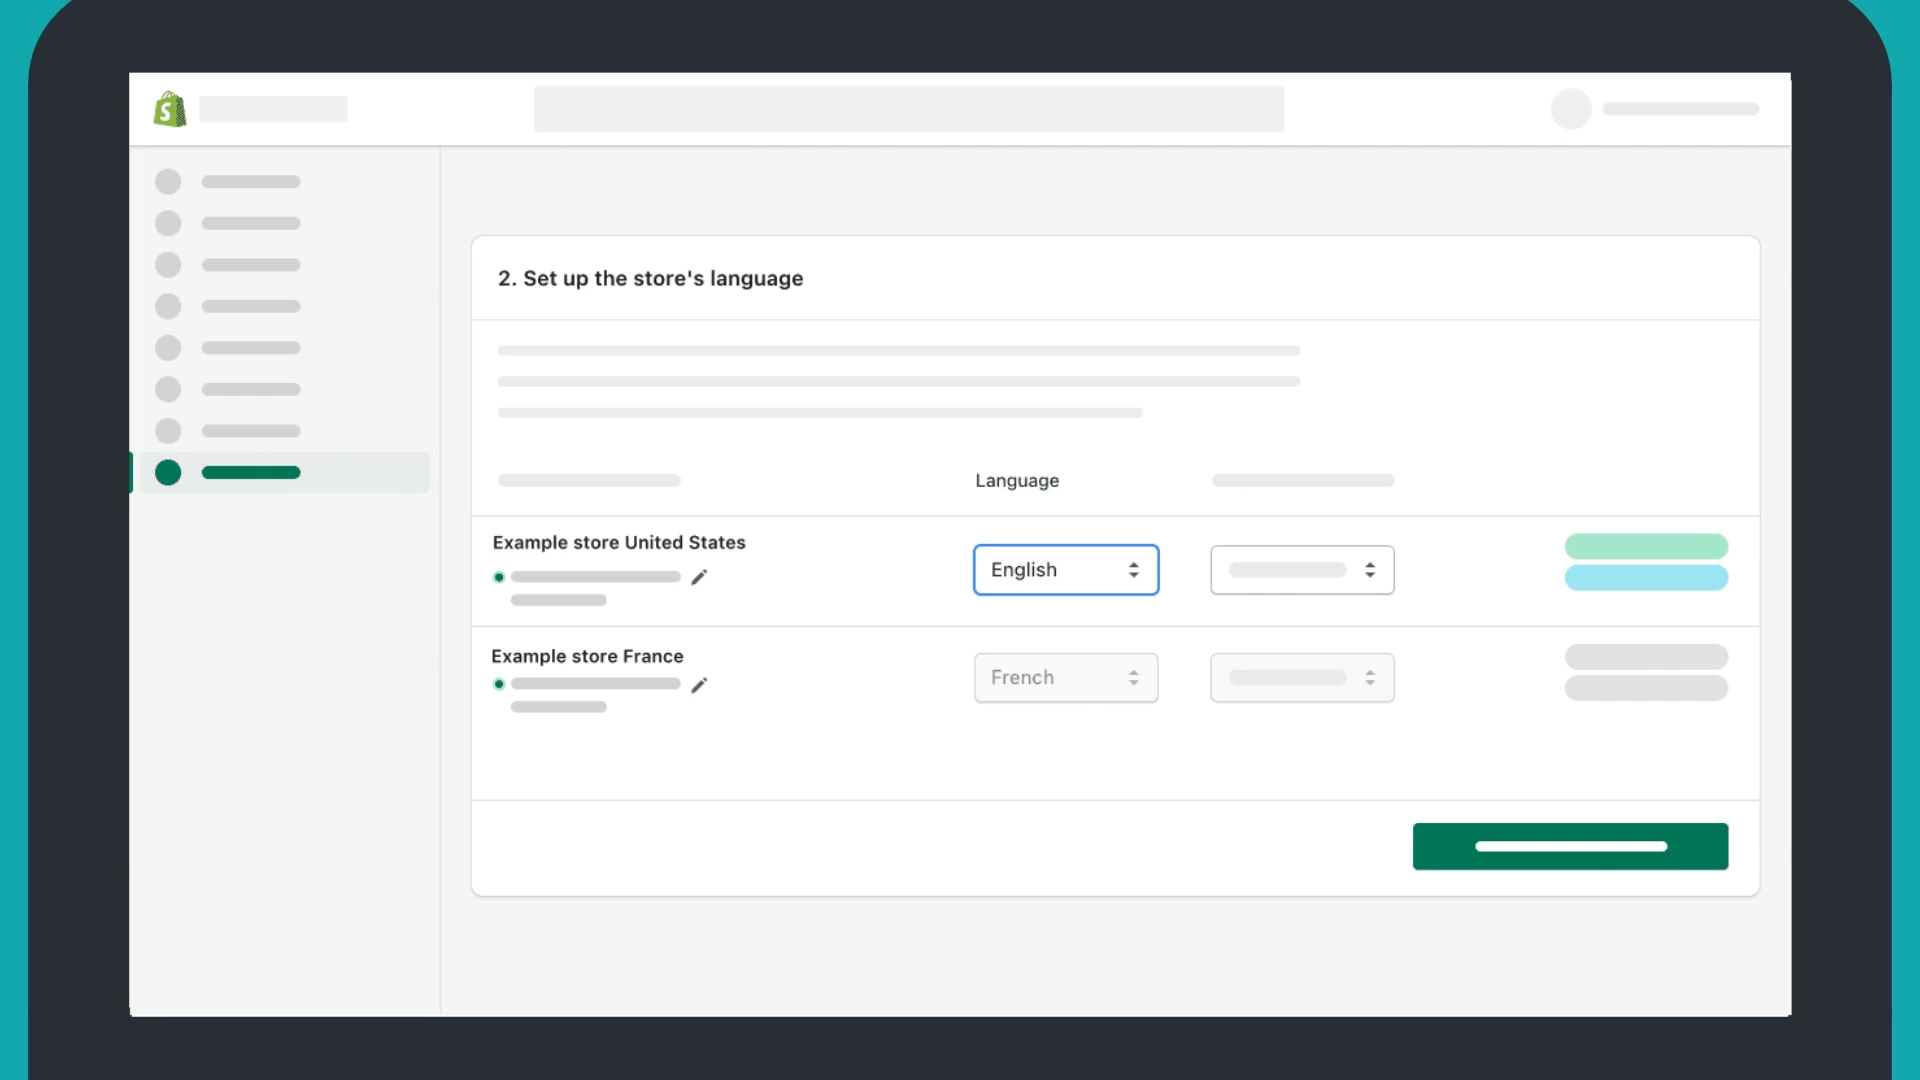 S
2. Set up the store's language
Language
Example store United States
English
Example store France
French